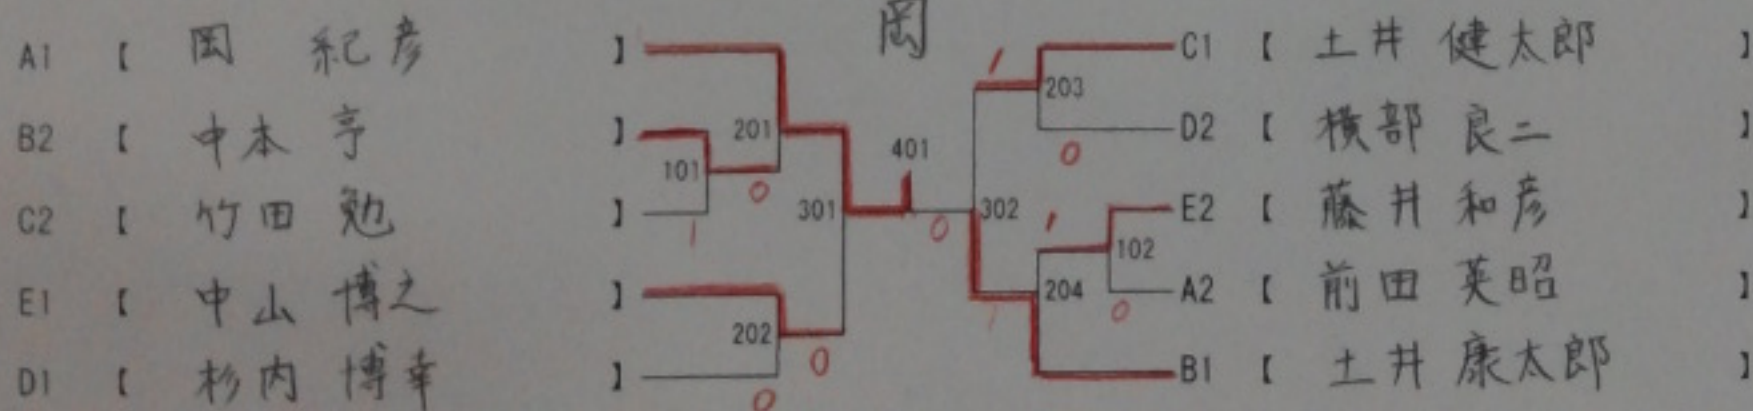 岡
A1 【 岡 紀彦 】
B2 【 中本 亨 】
C2 【 竹田 勉 】
E1 【 中山 博之 】
D1 【 杉内 博幸 】
201
101
0
1
301
202
0
0
401
0
302
1
203
0
1
102
204
0
1
C1 【 土井 健太郎 】
D2 【 横部 良二 】
E2 【 藤井 和彦 】
A2 【 前田 英昭 】
B1 【 土井 康太郎 】